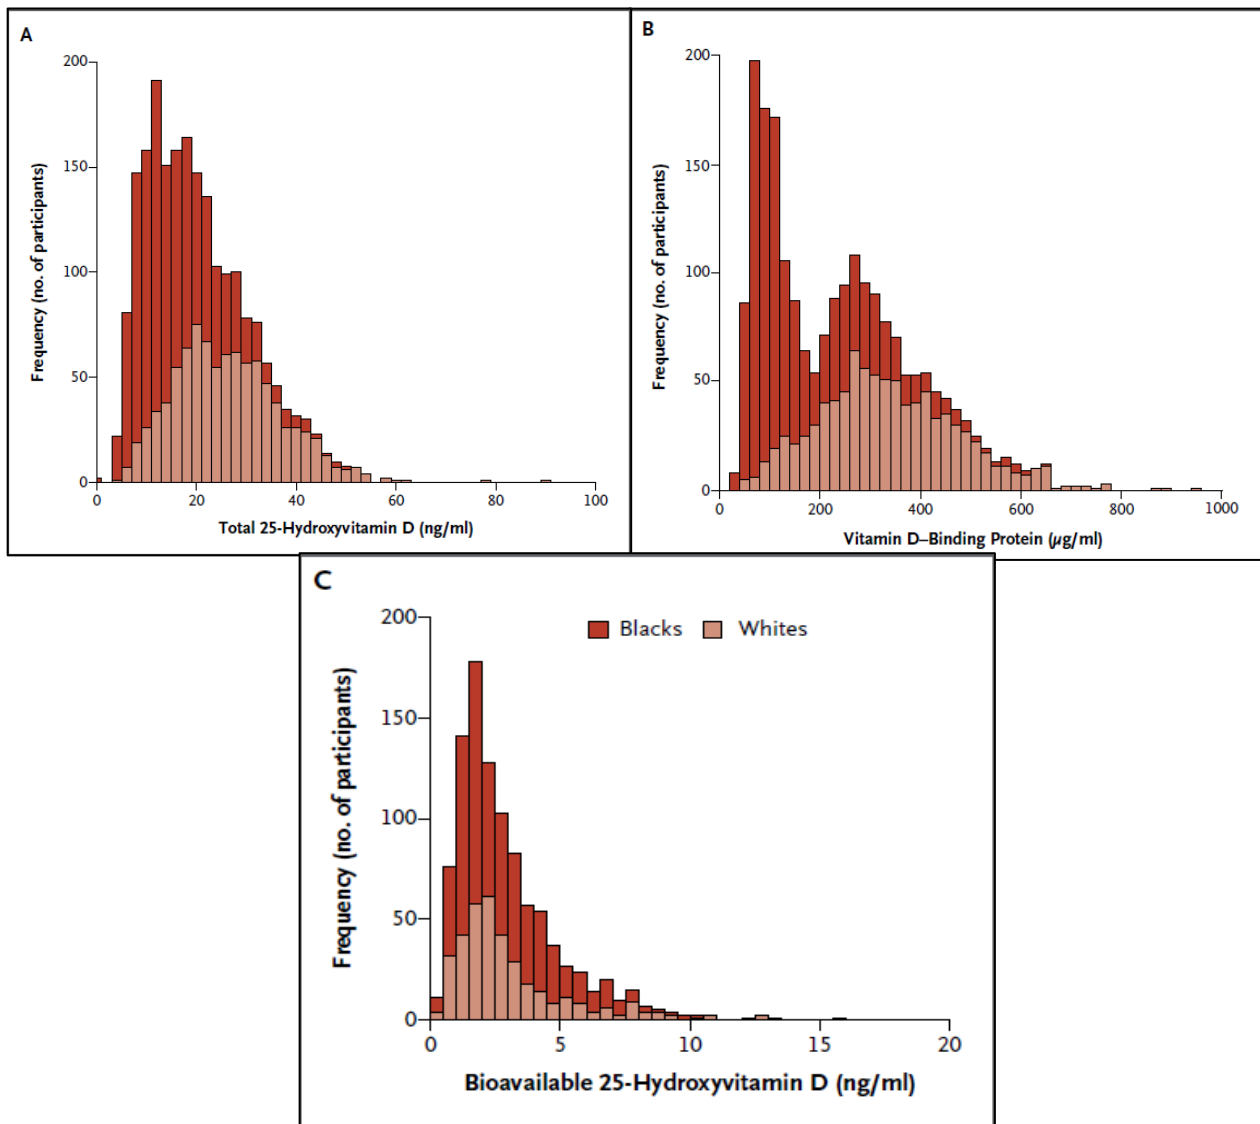 A
Frequency (no. of participants)
200
150
100
50
0
0 20 40 60 80 100
Total 25-Hydroxyvitamin D (ng/ml)
B
Frequency (no. of participants)
200
150
100
50
0
0 200 400 600 800 1000
Vitamin D–Binding Protein (µg/ml)
C
Blacks Whites
Frequency (no. of participants)
200
150
100
50
0
0 5 10 15 20
Bioavailable 25-Hydroxyvitamin D (ng/ml)